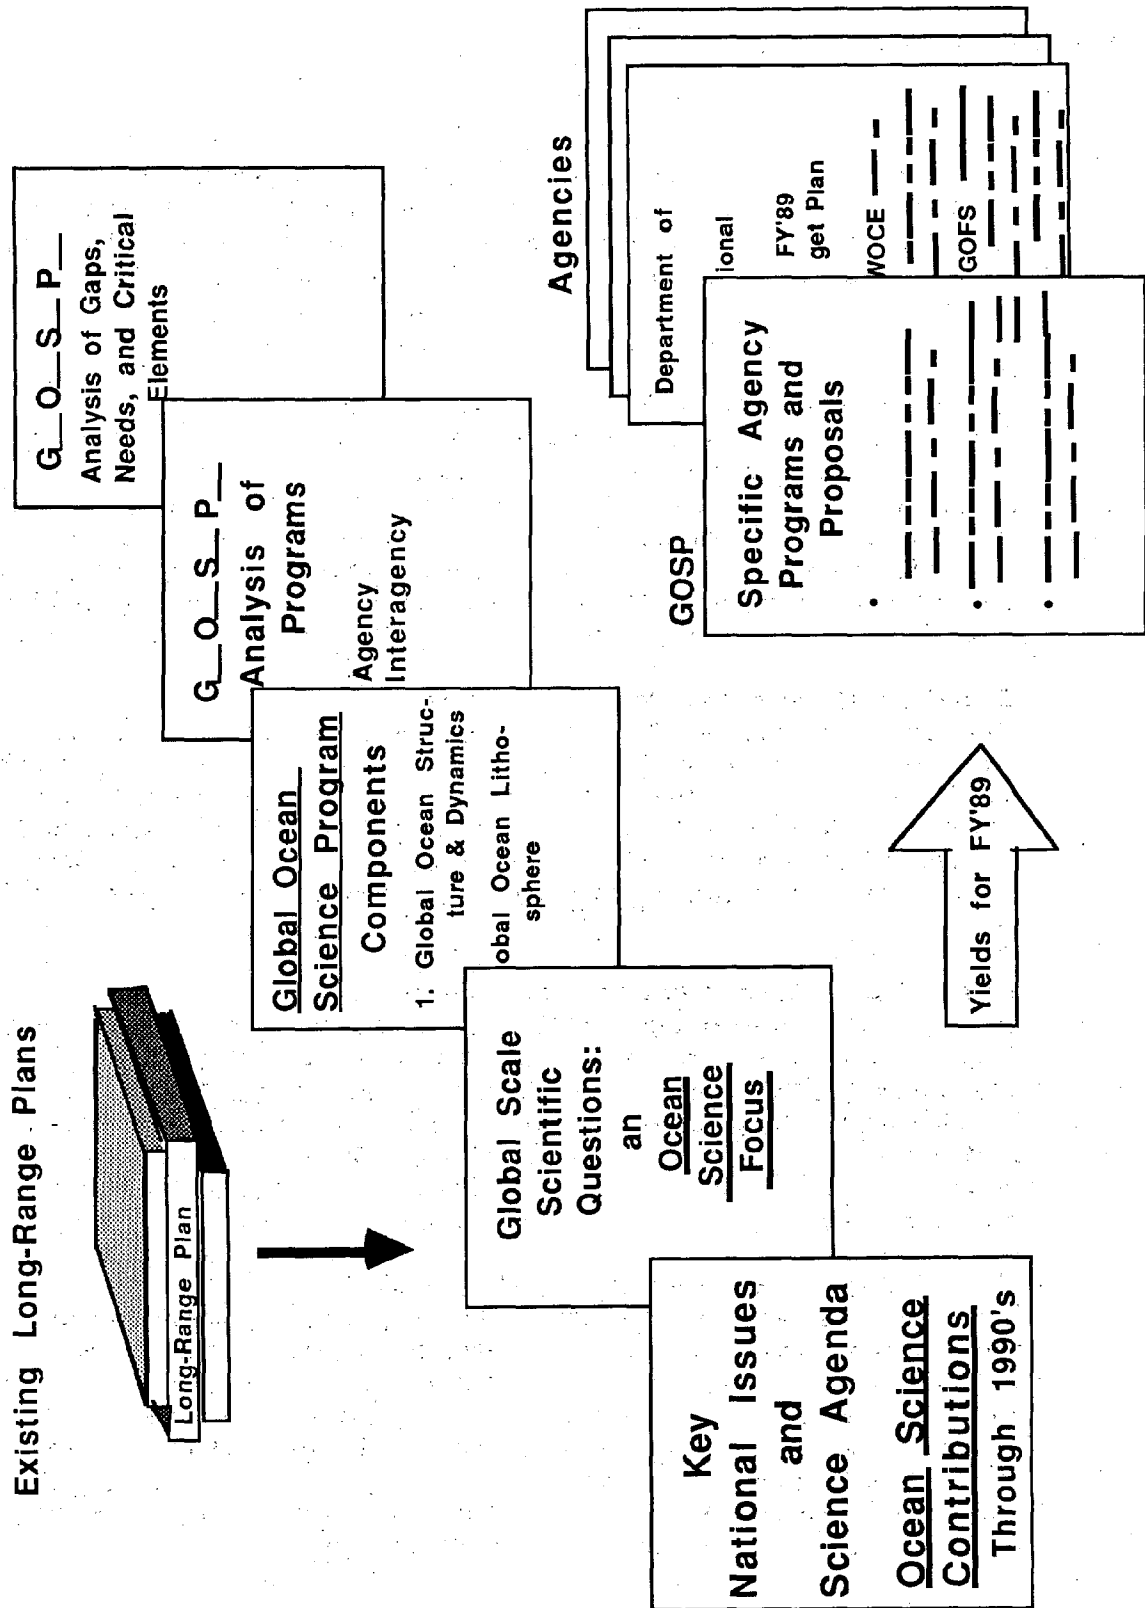 Existing Long-Range Plans
Long-Range Plan
Key
National Issues
and
Science Agenda
Ocean Science
Contributions
Through 1990's
Global Scale
Scientific
Questions:
an
Ocean
Science
Focus
Global Ocean
Science Program
Components
1. Global Ocean Struc-
ture & Dynamics
obal Ocean Litho-
sphere
G O S P
Analysis of
Programs
Agency
Interagency
G O S P
Analysis of Gaps,
Needs, and Critical
Elements
Yields for FY'89
GOSP
Specific Agency
Programs and
Proposals
Agencies
Department of
ional
FY'89
get Plan
WOCE
GOFS